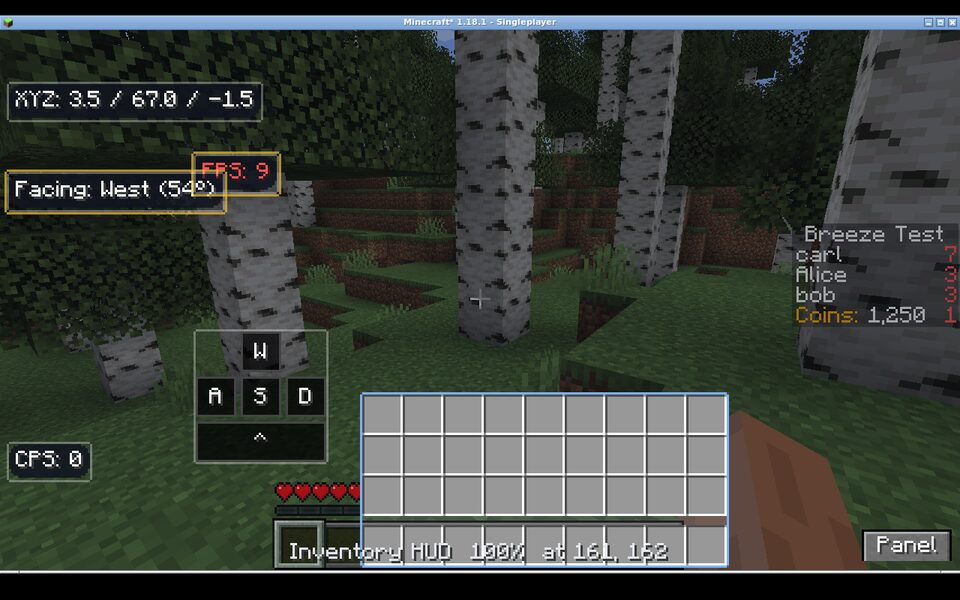 Minecraft* 1.18.1 - Singleplayer
XYZ: 3.5 / 67.0 / -1.5
FPS: 9
Facing: West (54°)
Breeze Test
carl 7
Alice 3
bob 3
Coins: 1,250 1
W
A S D
^
CPS: 0
Inventory HUD 100% at 161, 162
Panel